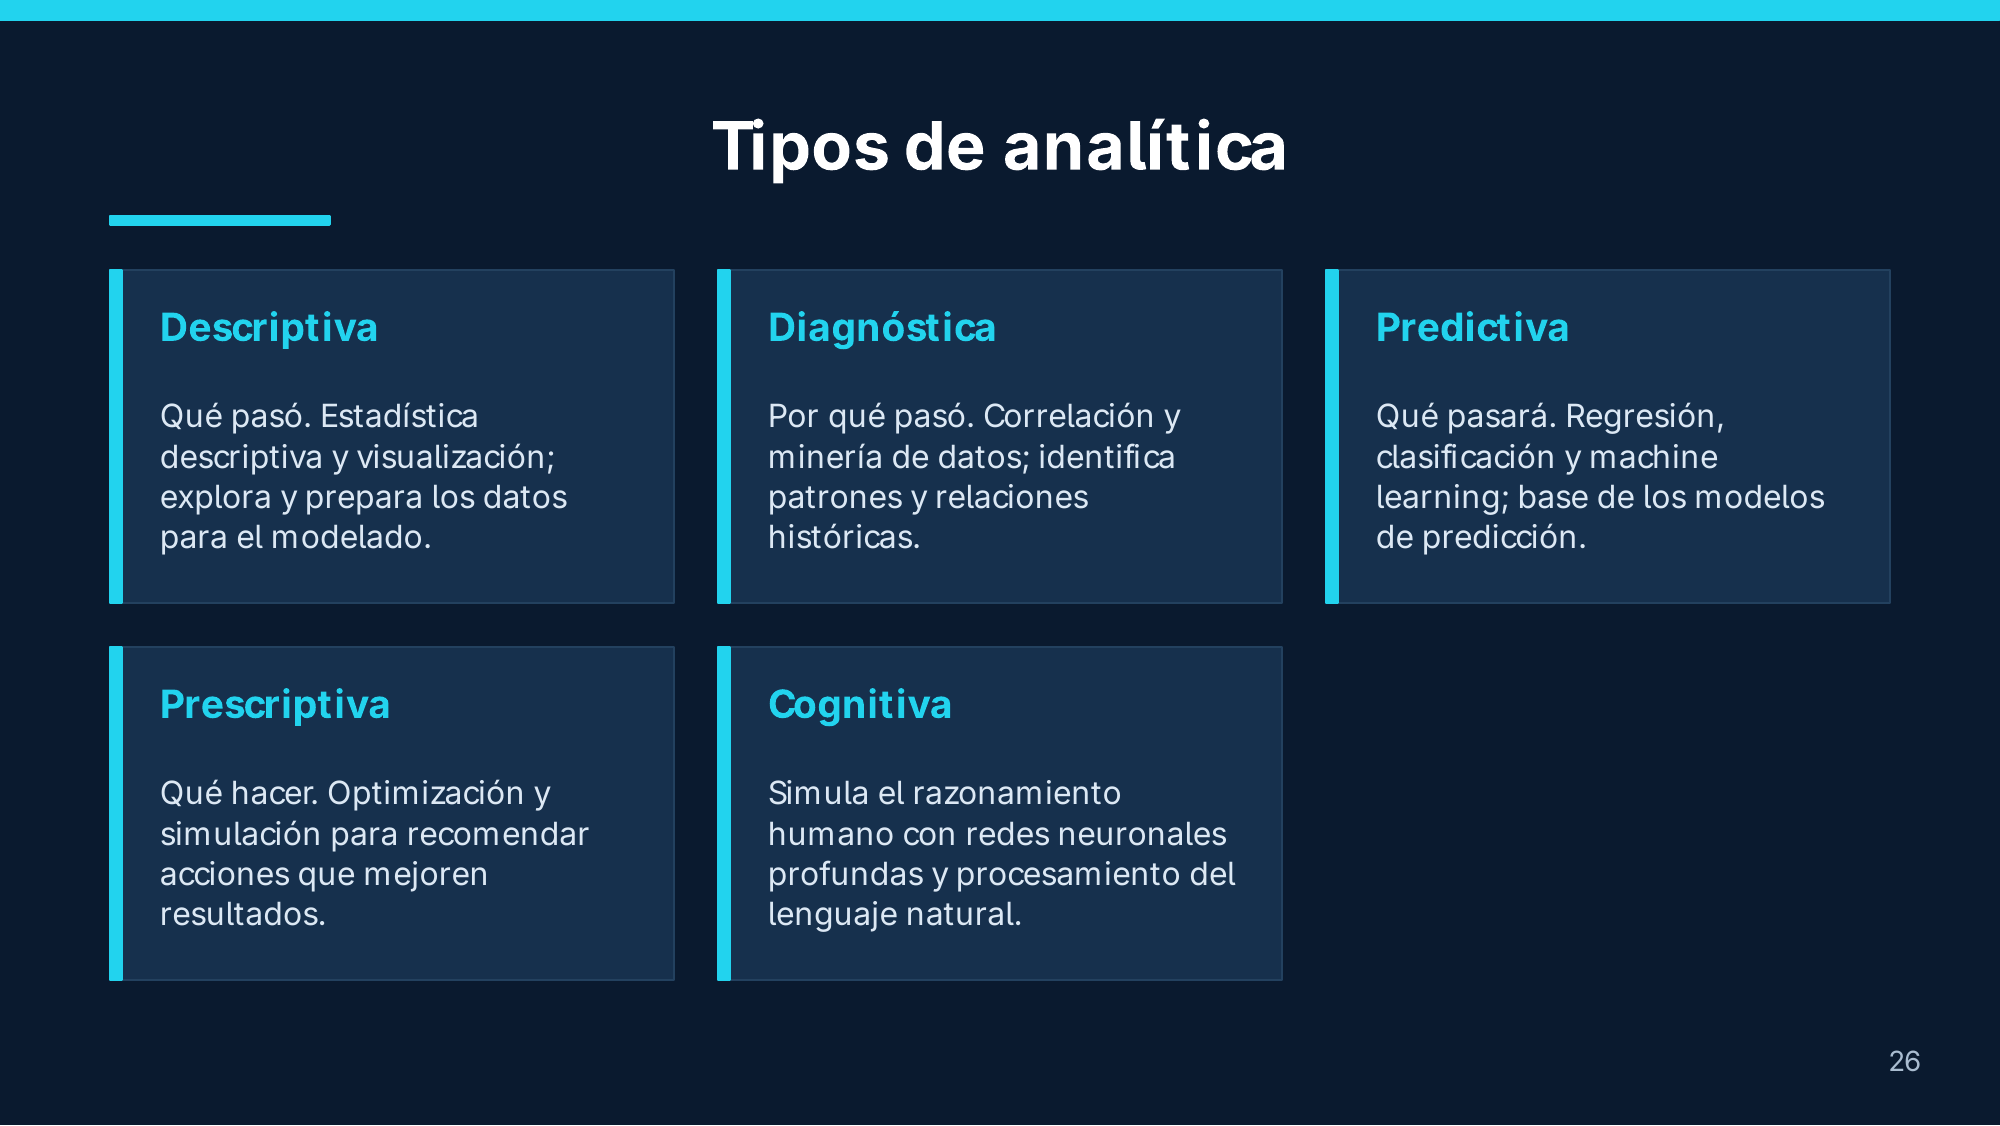 Tipos de analítica
Descriptiva
Qué pasó. Estadística
descriptiva y visualización;
explora y prepara los datos
para el modelado.
Diagnóstica
Por qué pasó. Correlación y
minería de datos; identifica
patrones y relaciones
históricas.
Predictiva
Qué pasará. Regresión,
clasificación y machine
learning; base de los modelos
de predicción.
Prescriptiva
Qué hacer. Optimización y
simulación para recomendar
acciones que mejoren
resultados.
Cognitiva
Simula el razonamiento
humano con redes neuronales
profundas y procesamiento del
lenguaje natural.
26